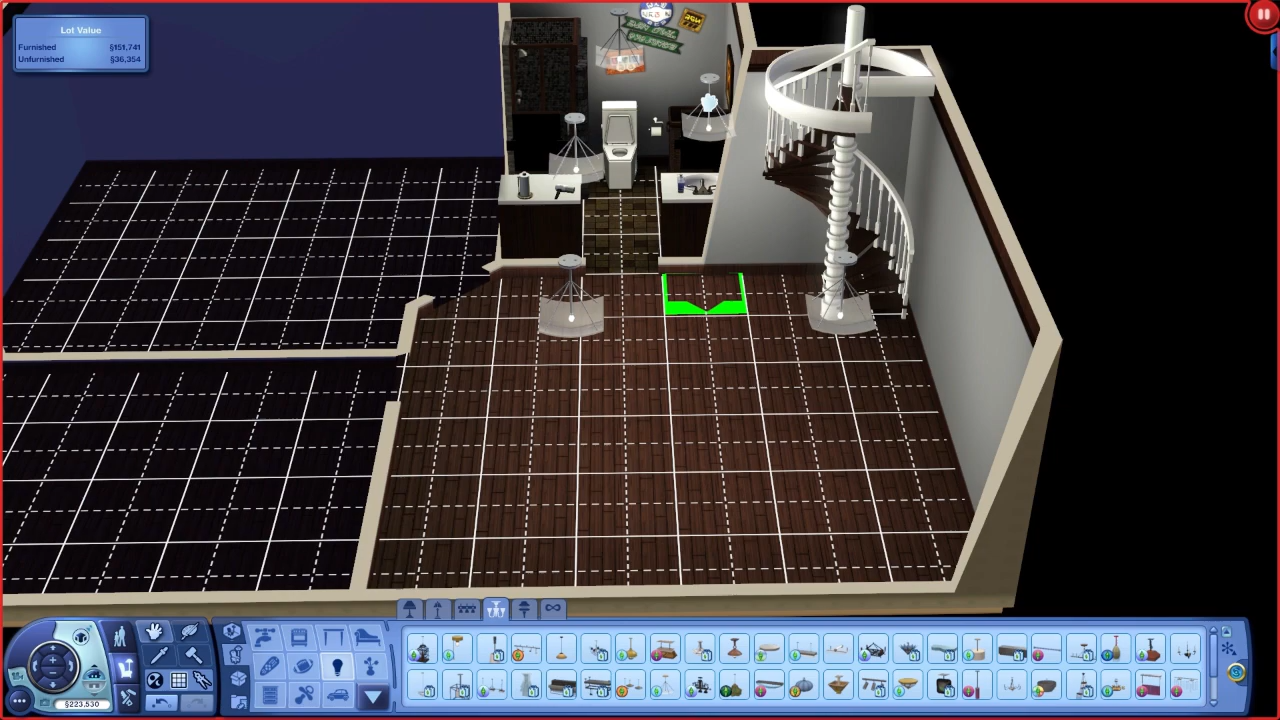 Lot Value
Furnished §151,741
Unfurnished §36,354
§223,530